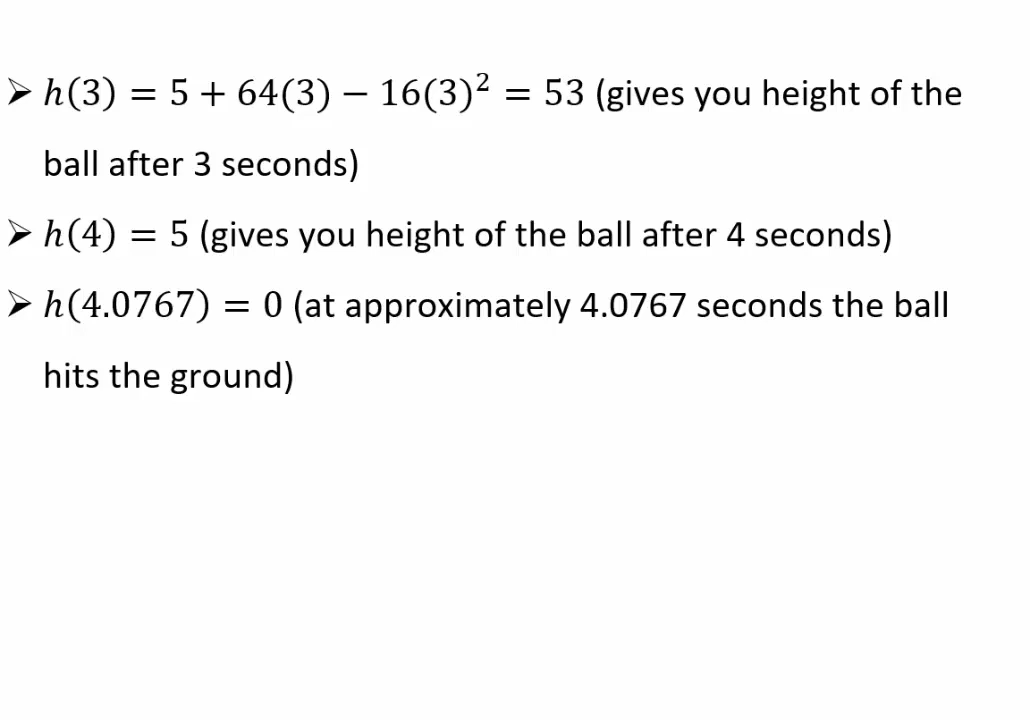 ➢ h(3) = 5 + 64(3) − 16(3)² = 53 (gives you height of the
ball after 3 seconds)
➢ h(4) = 5 (gives you height of the ball after 4 seconds)
➢ h(4.0767) = 0 (at approximately 4.0767 seconds the ball
hits the ground)